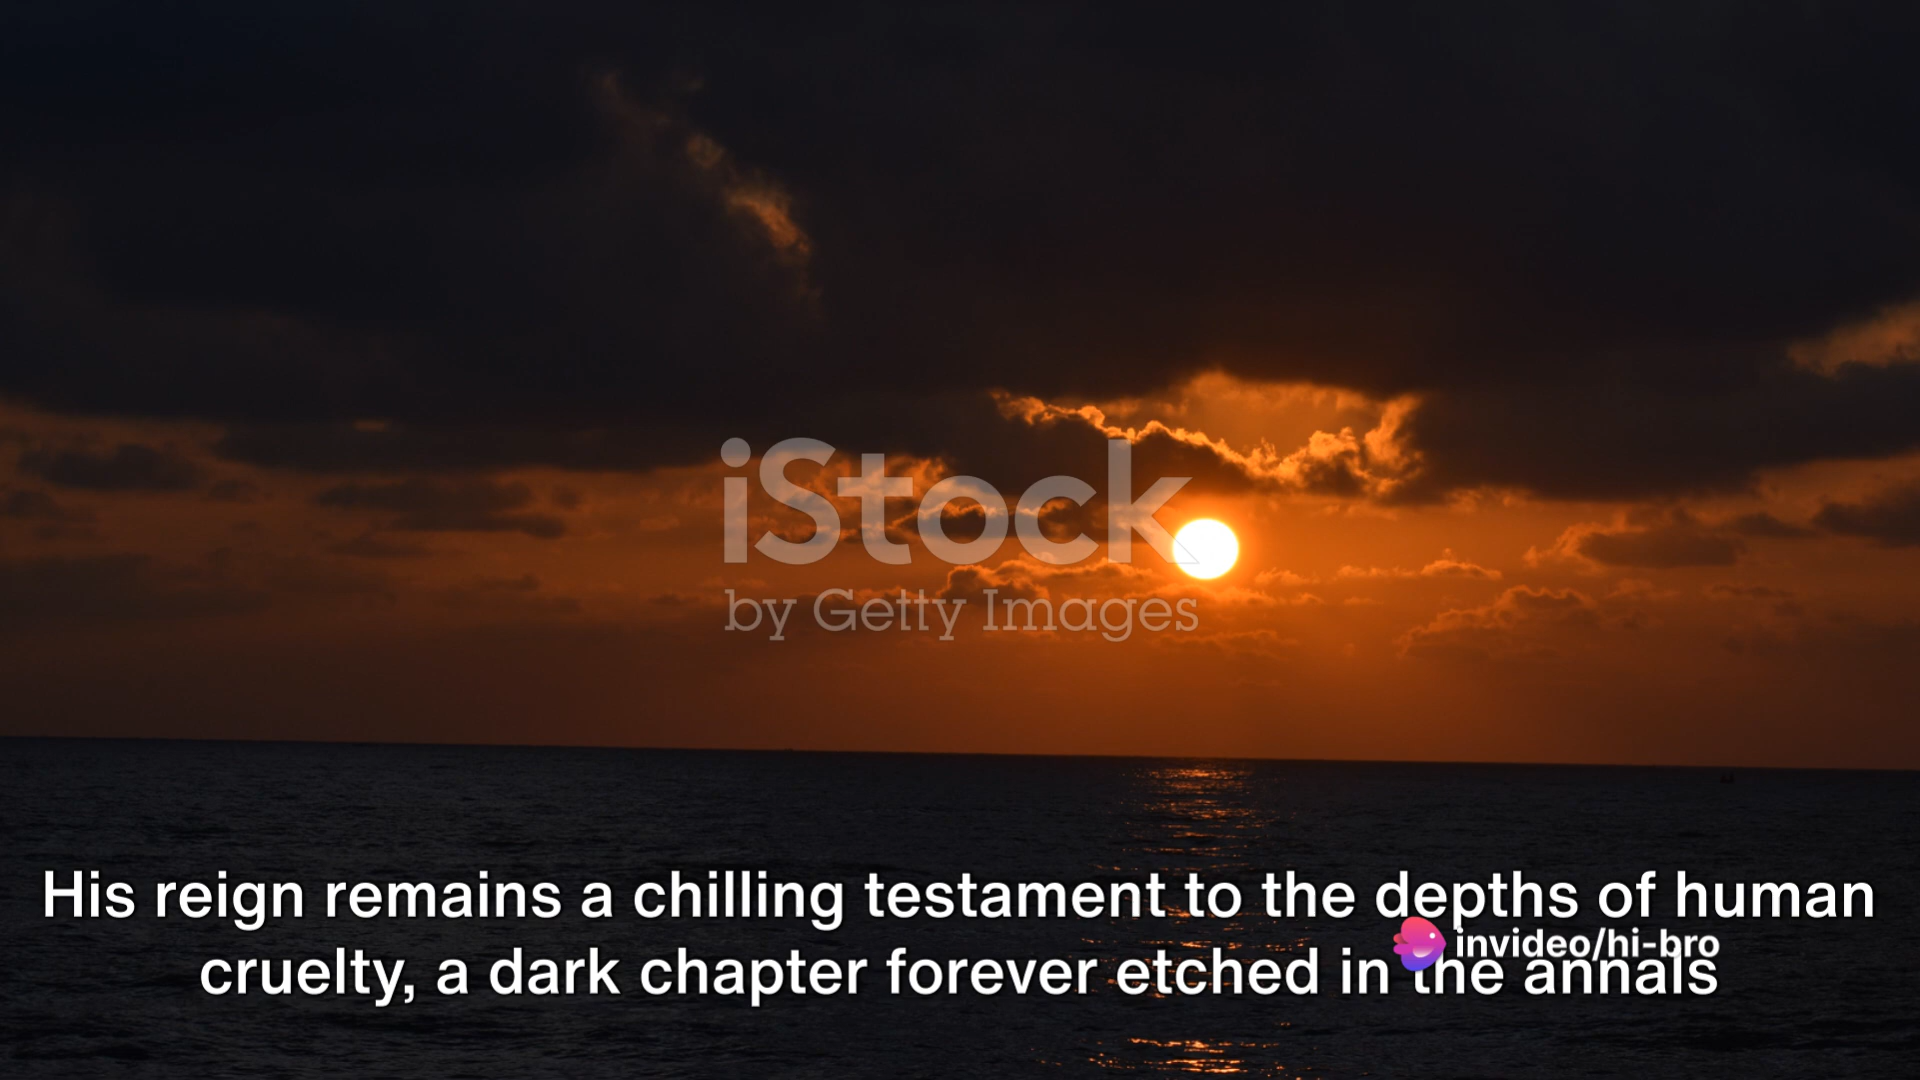 iStock
by Getty Images
His reign remains a chilling testament to the depths of human
invideo/hi-bro
cruelty, a dark chapter forever etched in the annals